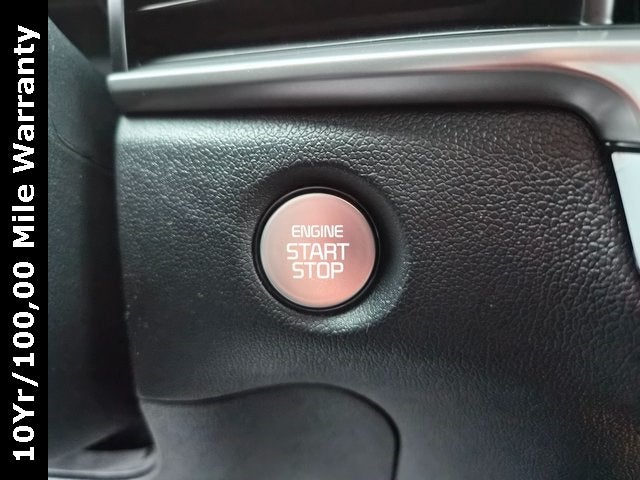 10Yr/100,00 Mile Warranty
ENGINE
START
STOP